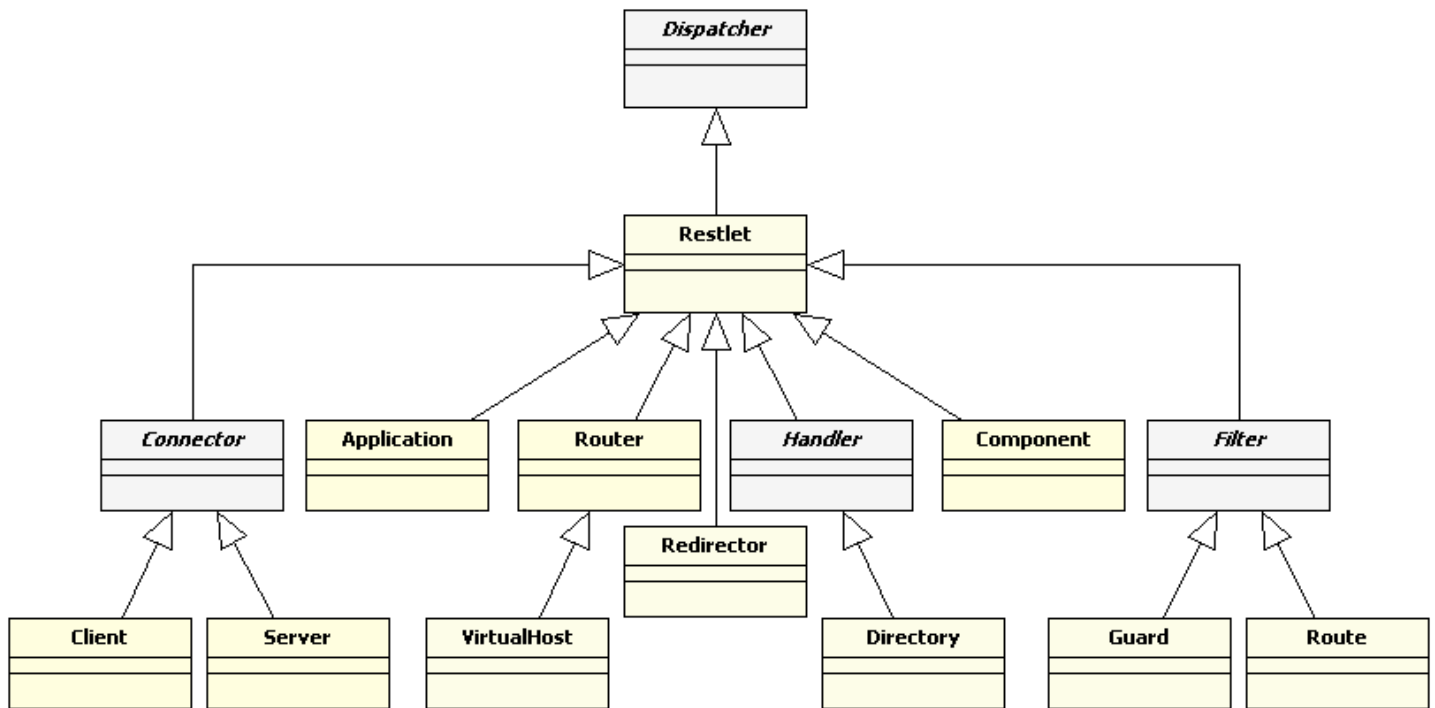 Dispatcher
Restlet
Connector
Application
Router
Handler
Component
Filter
Redirector
Client
Server
VirtualHost
Directory
Guard
Route